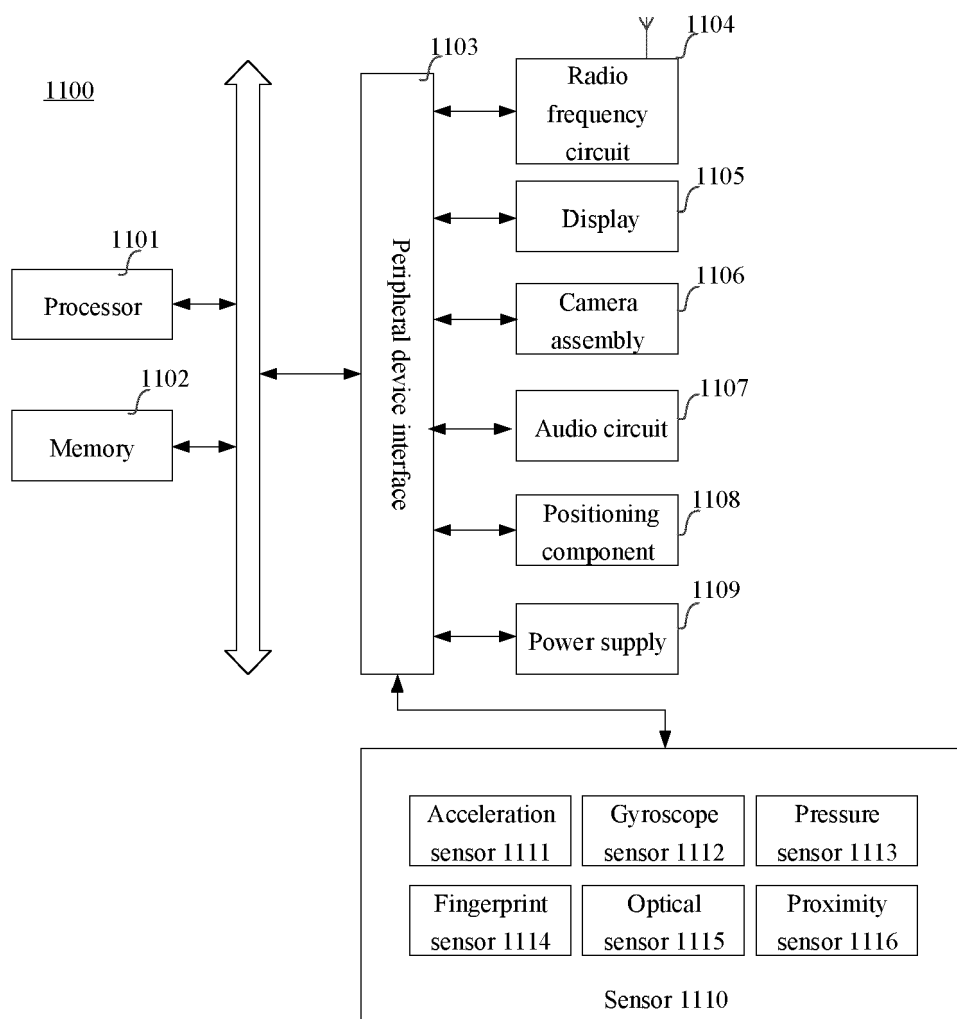 1100
1101
Processor
1102
Memory
1103
Peripheral device interface
1104
Radio
frequency
circuit
1105
Display
1106
Camera
assembly
1107
Audio circuit
1108
Positioning
component
1109
Power supply
Acceleration
sensor 1111
Gyroscope
sensor 1112
Pressure
sensor 1113
Fingerprint
sensor 1114
Optical
sensor 1115
Proximity
sensor 1116
Sensor 1110